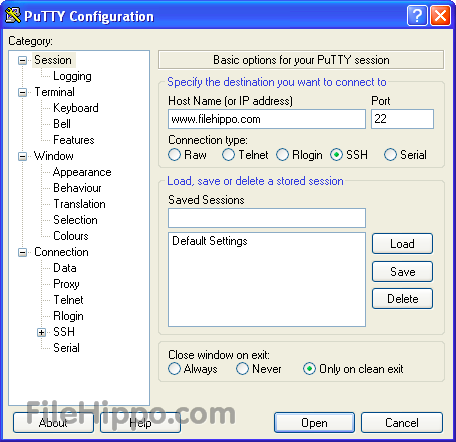 PuTTY Configuration
Category:
Session
Logging
Terminal
Keyboard
Bell
Features
Window
Appearance
Behaviour
Translation
Selection
Colours
Connection
Data
Proxy
Telnet
Rlogin
SSH
Serial
Basic options for your PuTTY session
Specify the destination you want to connect to
Host Name (or IP address) Port
www.filehippo.com 22
Connection type:
Raw Telnet Rlogin SSH Serial
Load, save or delete a stored session
Saved Sessions
Default Settings
Load
Save
Delete
Close window on exit:
Always Never Only on clean exit
About Help Open Cancel
FileHippo.com